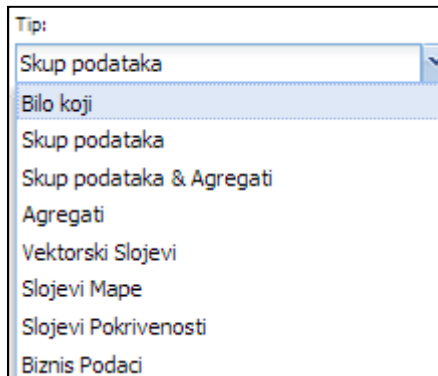 Tip:
Skup podataka
Bilo koji
Skup podataka
Skup podataka & Agregati
Agregati
Vektorski Slojevi
Slojevi Mape
Slojevi Pokrivenosti
Biznis Podaci